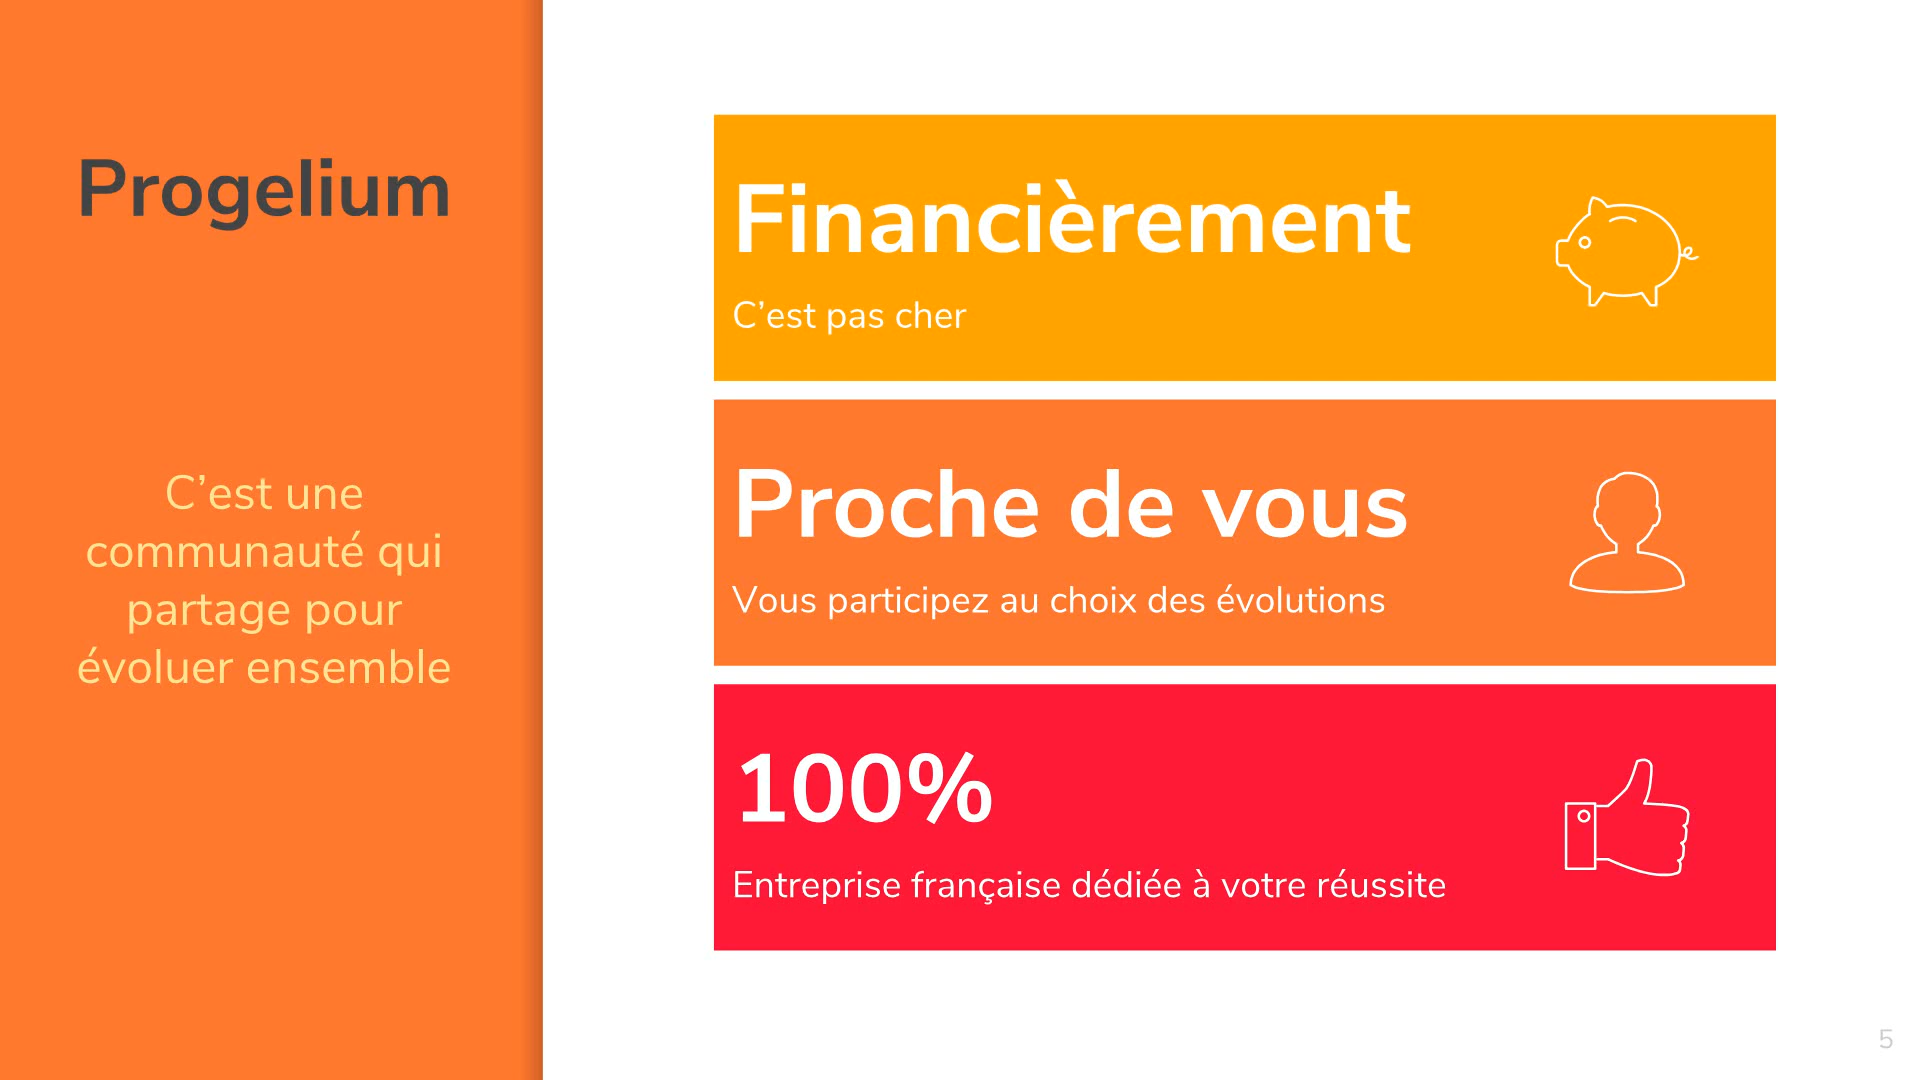 Progelium
C’est une
communauté qui
partage pour
évoluer ensemble
Financièrement
C’est pas cher
Proche de vous
Vous participez au choix des évolutions
100%
Entreprise française dédiée à votre réussite
5